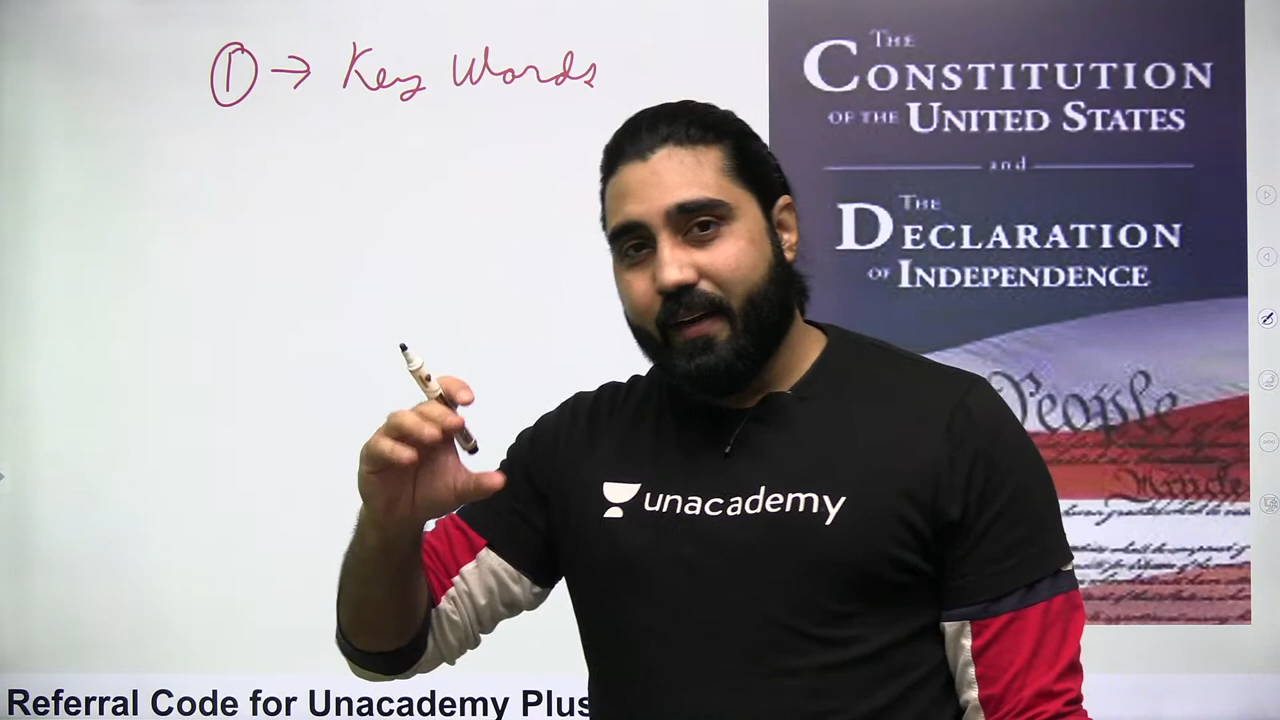 ① → Key Words
THE
CONSTITUTION
OF THE UNITED STATES
and
THE
DECLARATION
OF INDEPENDENCE
People
Article
unacademy
Referral Code for Unacademy Plus